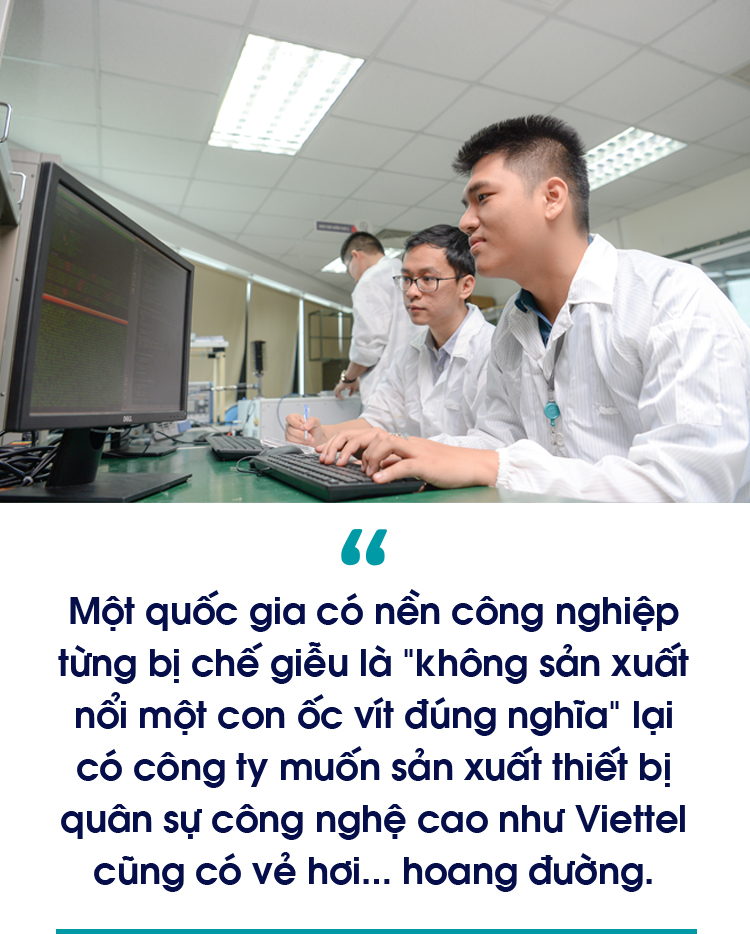 DELL
“
Một quốc gia có nền công nghiệp
từng bị chế giễu là "không sản xuất
nổi một con ốc vít đúng nghĩa" lại
có công ty muốn sản xuất thiết bị
quân sự công nghệ cao như Viettel
cũng có vẻ hơi... hoang đường.